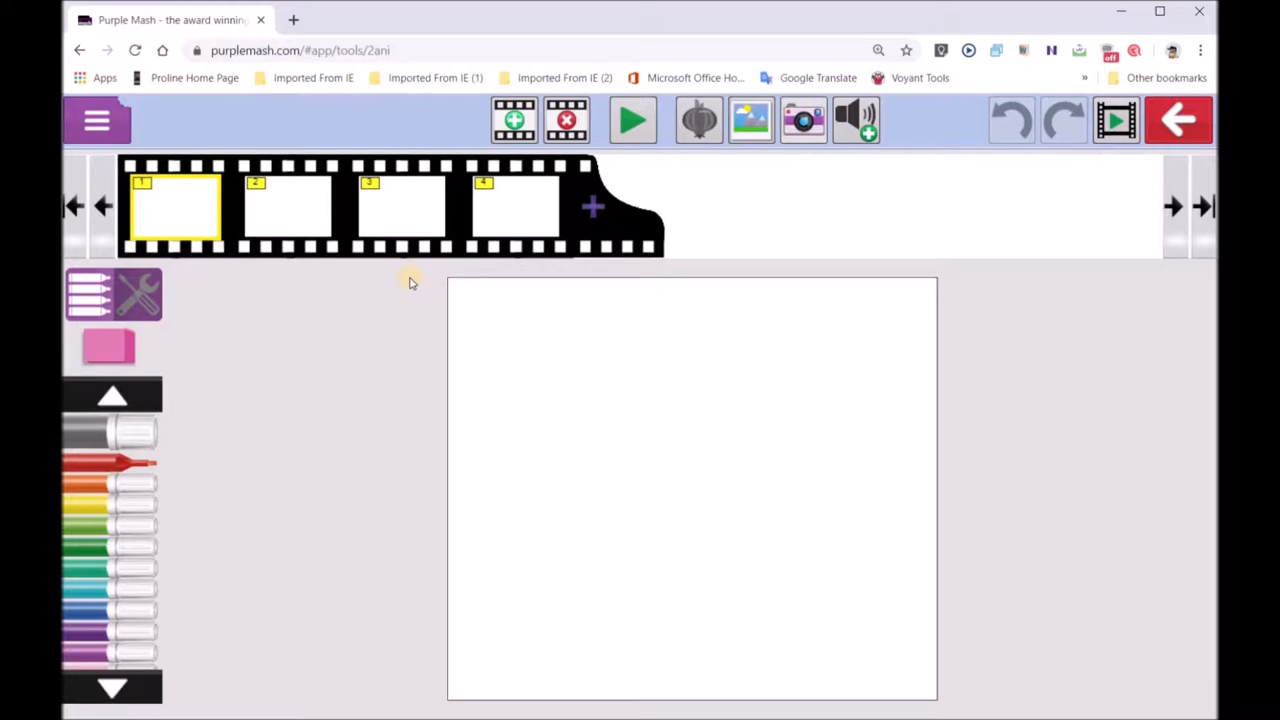 Purple Mash - the award winning
purplemash.com/#app/tools/2ani
off
Apps Proline Home Page Imported From IE Imported From IE (1) Imported From IE (2) Microsoft Office Ho... Google Translate Voyant Tools » Other bookmarks
1 2 3 4